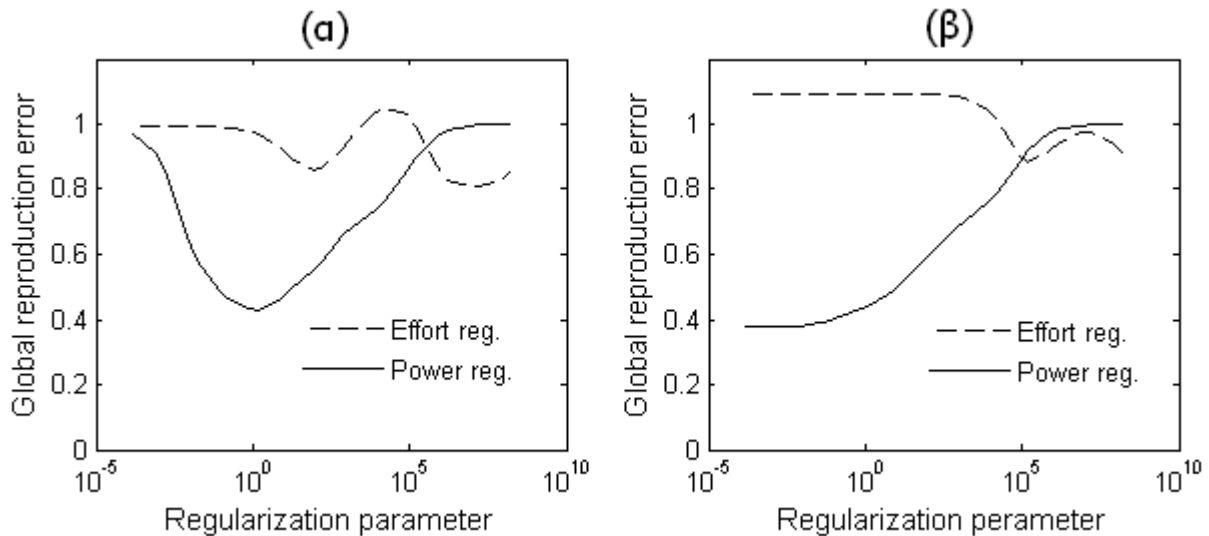 (α)
Global reproduction error
1
0.8
0.6
0.4
0.2
0
10^-5
10^0
10^5
10^10
Regularization parameter
Effort reg.
Power reg.
(β)
Global reproduction error
1
0.8
0.6
0.4
0.2
0
10^-5
10^0
10^5
10^10
Regularization perameter
Effort reg.
Power reg.